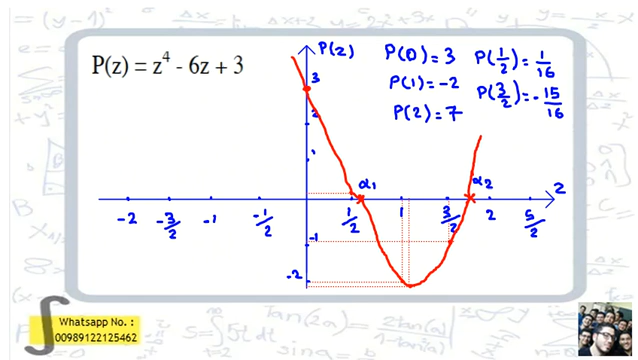 P(z) = z⁴ - 6z + 3
P(z)
P(0) = 3 P(1/2) = 1/16
P(1) = -2 P(3/2) = -15/16
P(2) = 7
3
2
1
α₁ α₂ z
-2 -3/2 -1 -1/2 1/2 1 3/2 2 5/2
-1
-2
Whatsapp No. :
00989122125462